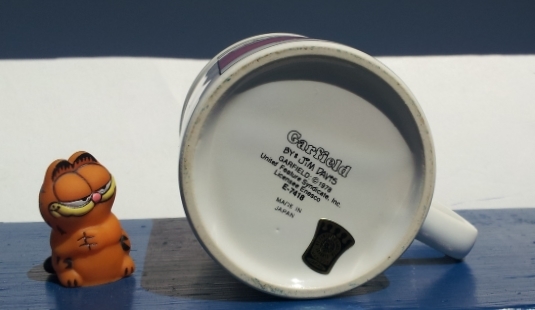 Garfield
BY: JIM DAVIS
GARFIELD: © 1978
United Feature Syndicate, Inc.
Licensee Enesco
E-7418
MADE IN
JAPAN